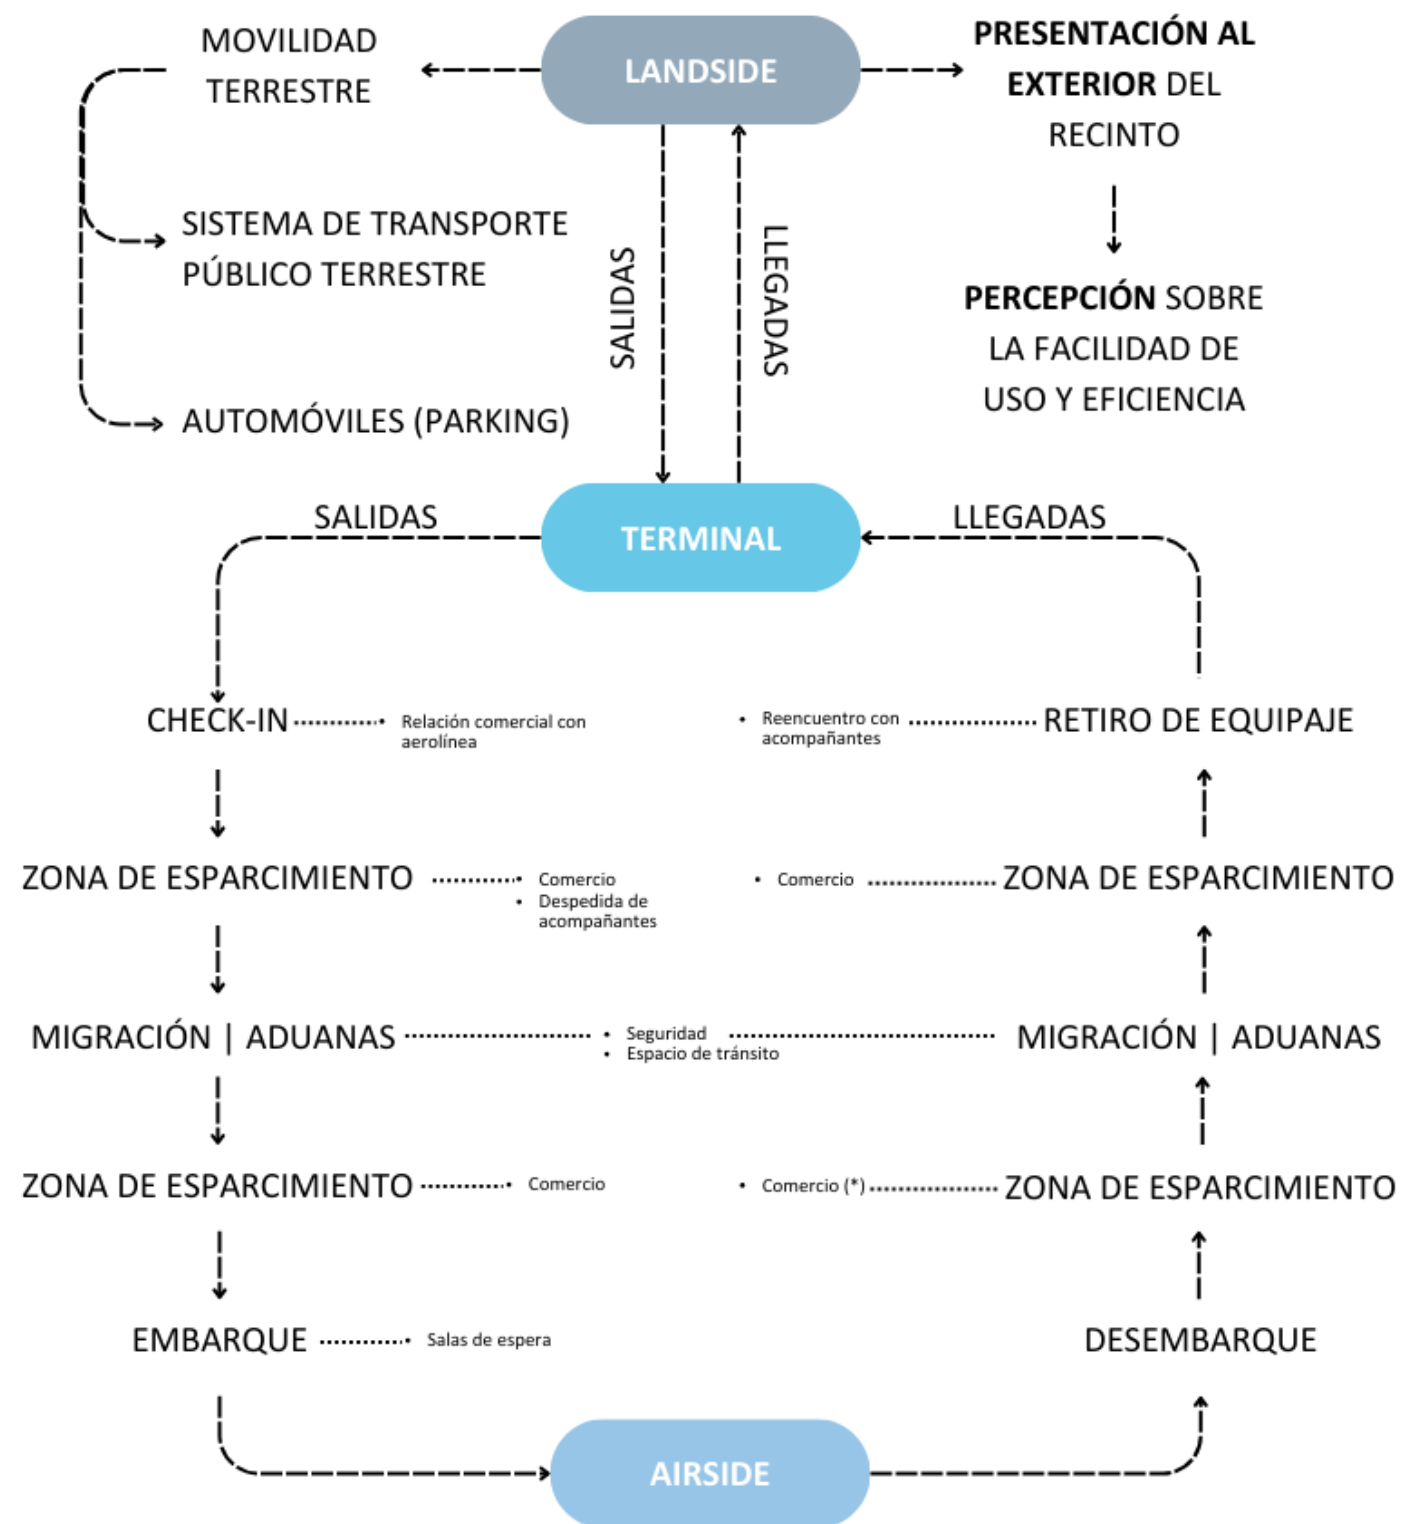 MOVILIDAD
TERRESTRE
LANDSIDE
PRESENTACIÓN AL
EXTERIOR DEL
RECINTO
SISTEMA DE TRANSPORTE
PÚBLICO TERRESTRE
AUTOMÓVILES (PARKING)
SALIDAS
LLEGADAS
PERCEPCIÓN SOBRE
LA FACILIDAD DE
USO Y EFICIENCIA
SALIDAS
TERMINAL
LLEGADAS
CHECK-IN
• Relación comercial con
aerolínea
• Reencuentro con
acompañantes
RETIRO DE EQUIPAJE
ZONA DE ESPARCIMIENTO
• Comercio
• Despedida de
acompañantes
• Comercio
ZONA DE ESPARCIMIENTO
MIGRACIÓN | ADUANAS
• Seguridad
• Espacio de tránsito
MIGRACIÓN | ADUANAS
ZONA DE ESPARCIMIENTO
• Comercio
• Comercio (*)
ZONA DE ESPARCIMIENTO
EMBARQUE
• Salas de espera
DESEMBARQUE
AIRSIDE